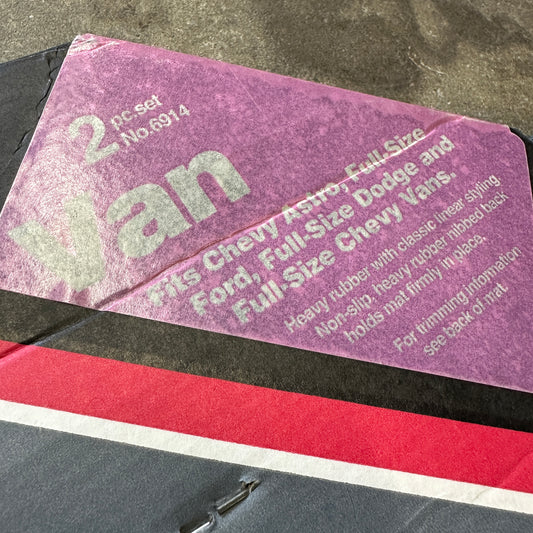 2 pc.set
No.6914
Van
Fits Chevy Astro, Full-Size
Ford, Full-Size Dodge and
Full-Size Chevy Vans.
Heavy rubber with classic linear styling.
Non-slip, heavy rubber nibbed back
holds mat firmly in place.
For trimming information
see back of mat.